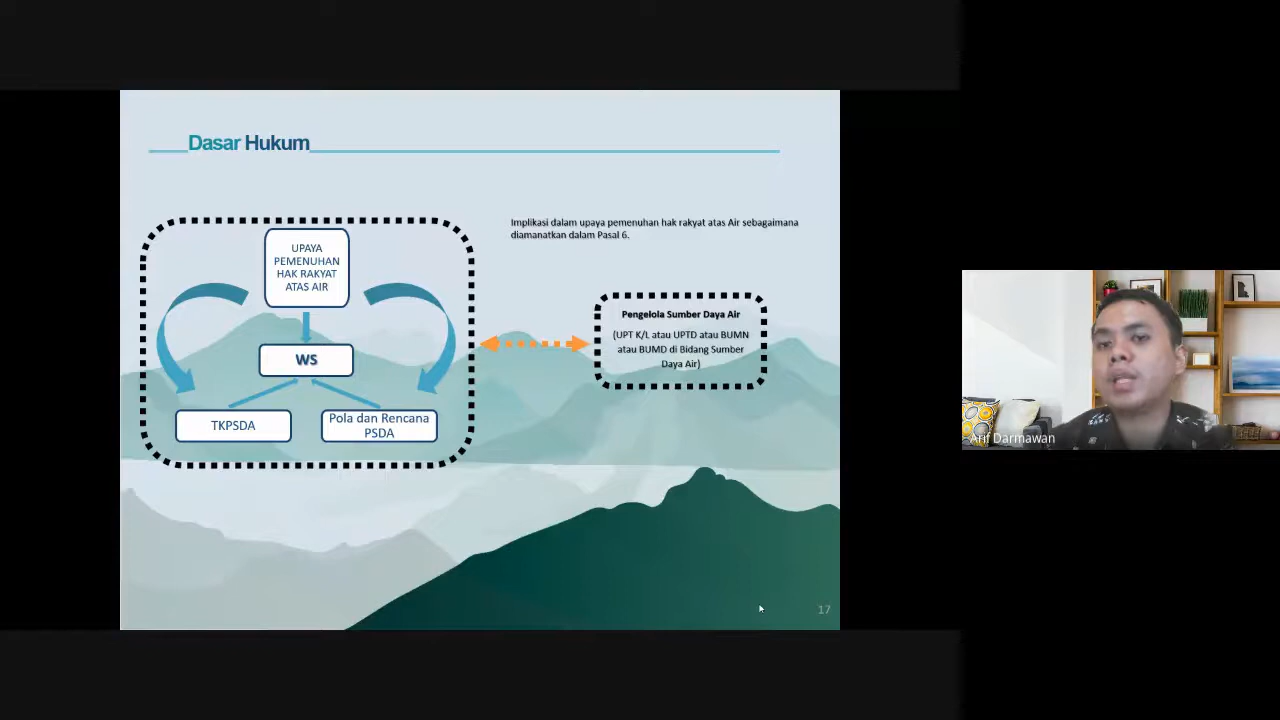 Dasar Hukum
UPAYA
PEMENUHAN
HAK RAKYAT
ATAS AIR
WS
TKPSDA
Pola dan Rencana
PSDA
Implikasi dalam upaya pemenuhan hak rakyat atas Air sebagaimana
diamanatkan dalam Pasal 6.
Pengelola Sumber Daya Air
(UPT K/L atau UPTD atau BUMN
atau BUMD di Bidang Sumber
Daya Air)
17
Arif Darmawan